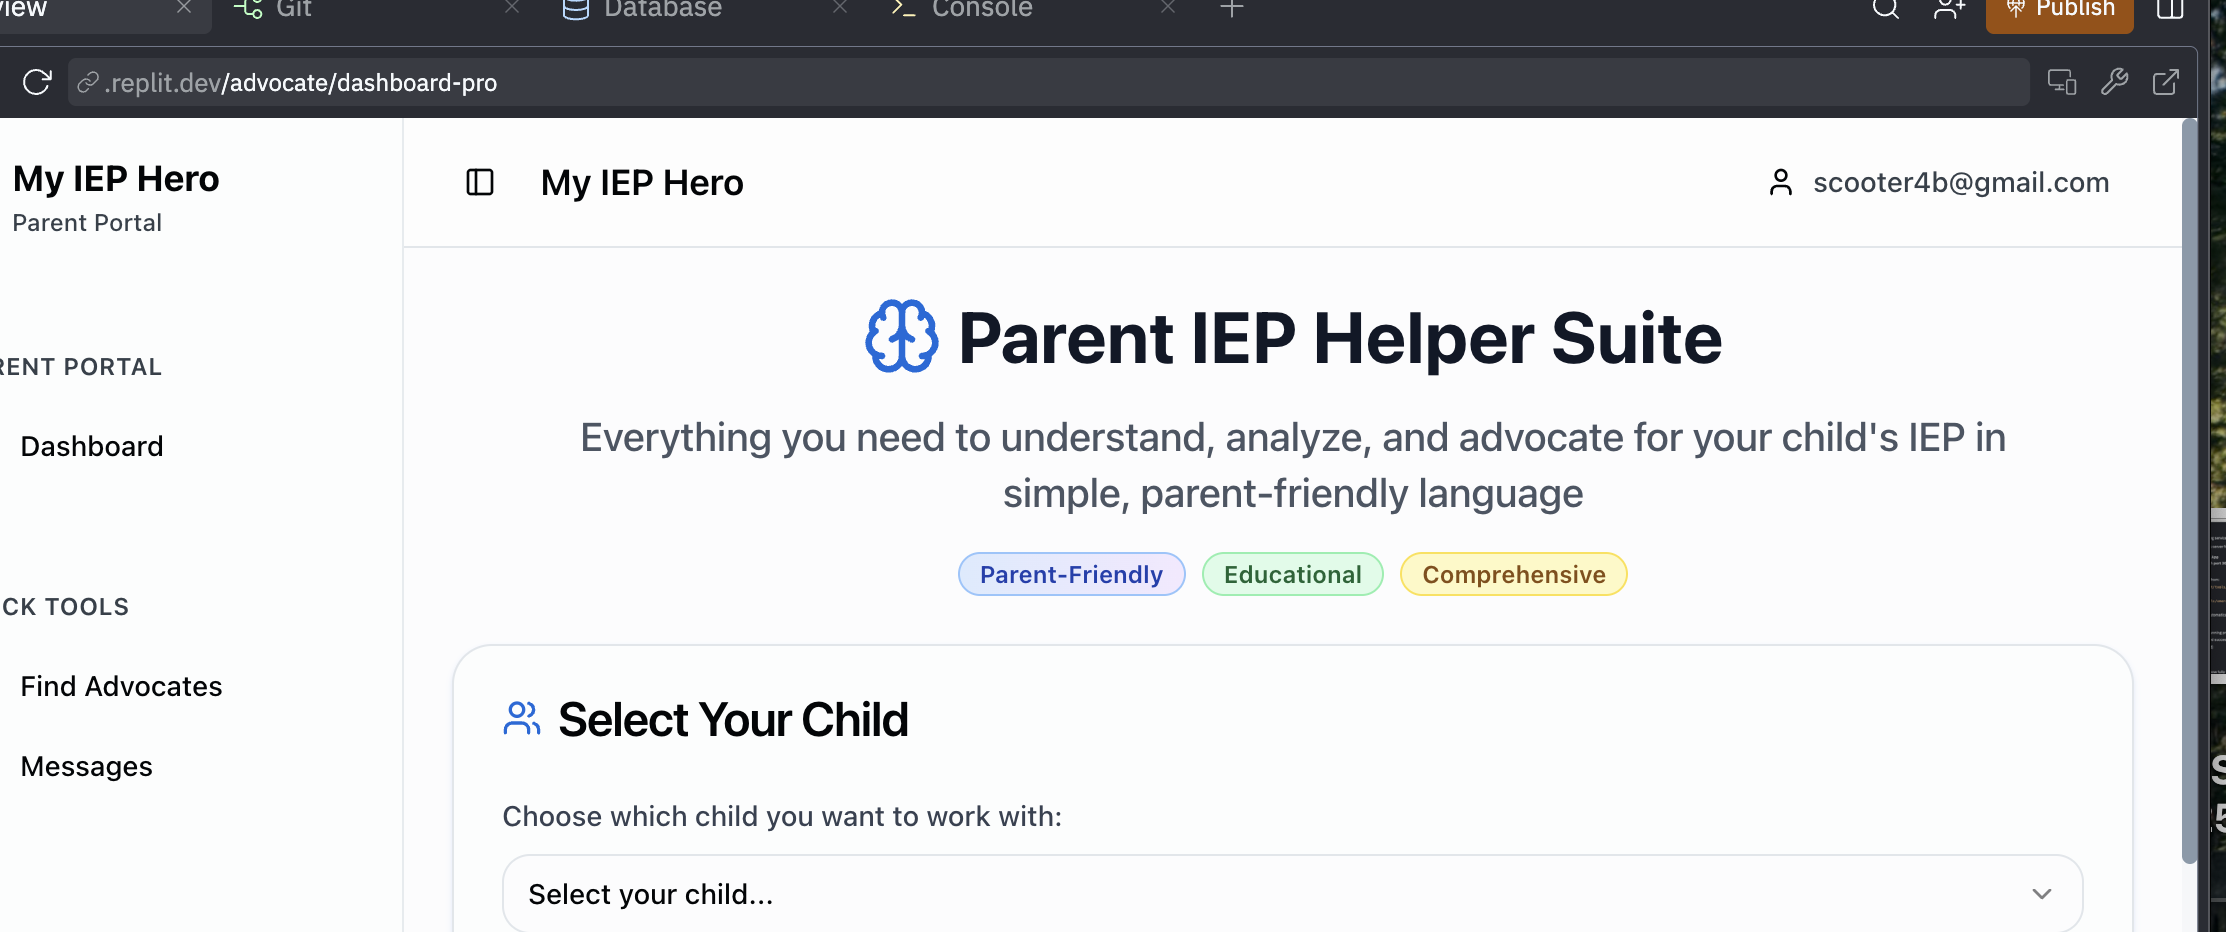 Git
Database
Console
Publish
.replit.dev/advocate/dashboard-pro
My IEP Hero
Parent Portal
RENT PORTAL
Dashboard
CK TOOLS
Find Advocates
Messages
My IEP Hero
scooter4b@gmail.com
Parent IEP Helper Suite
Everything you need to understand, analyze, and advocate for your child's IEP in
simple, parent-friendly language
Parent-Friendly
Educational
Comprehensive
Select Your Child
Choose which child you want to work with:
Select your child...